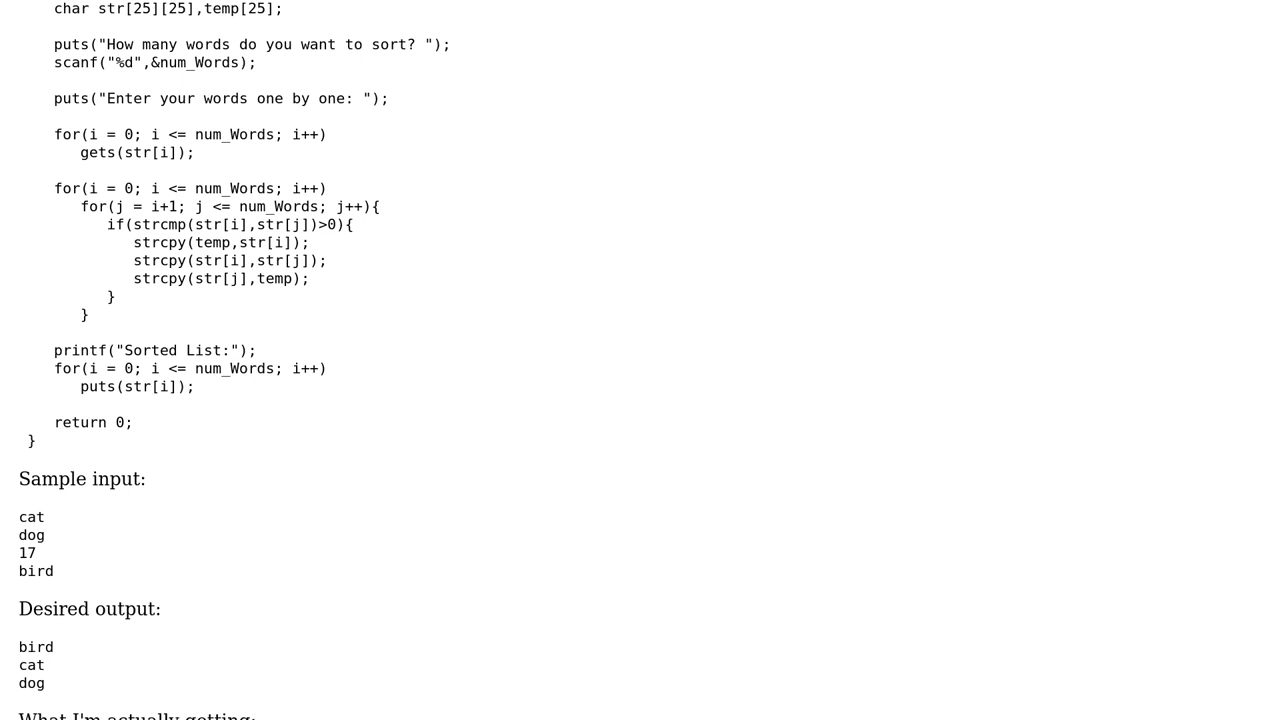 char str[25][25],temp[25];
puts("How many words do you want to sort? ");
scanf("%d",&num_Words);
puts("Enter your words one by one: ");
for(i = 0; i <= num_Words; i++)
gets(str[i]);
for(i = 0; i <= num_Words; i++)
for(j = i+1; j <= num_Words; j++){
if(strcmp(str[i],str[j])>0){
strcpy(temp,str[i]);
strcpy(str[i],str[j]);
strcpy(str[j],temp);
}
}
printf("Sorted List:");
for(i = 0; i <= num_Words; i++)
puts(str[i]);
return 0;
}
Sample input:
cat
dog
17
bird
Desired output:
bird
cat
dog
What I'm actually getting: